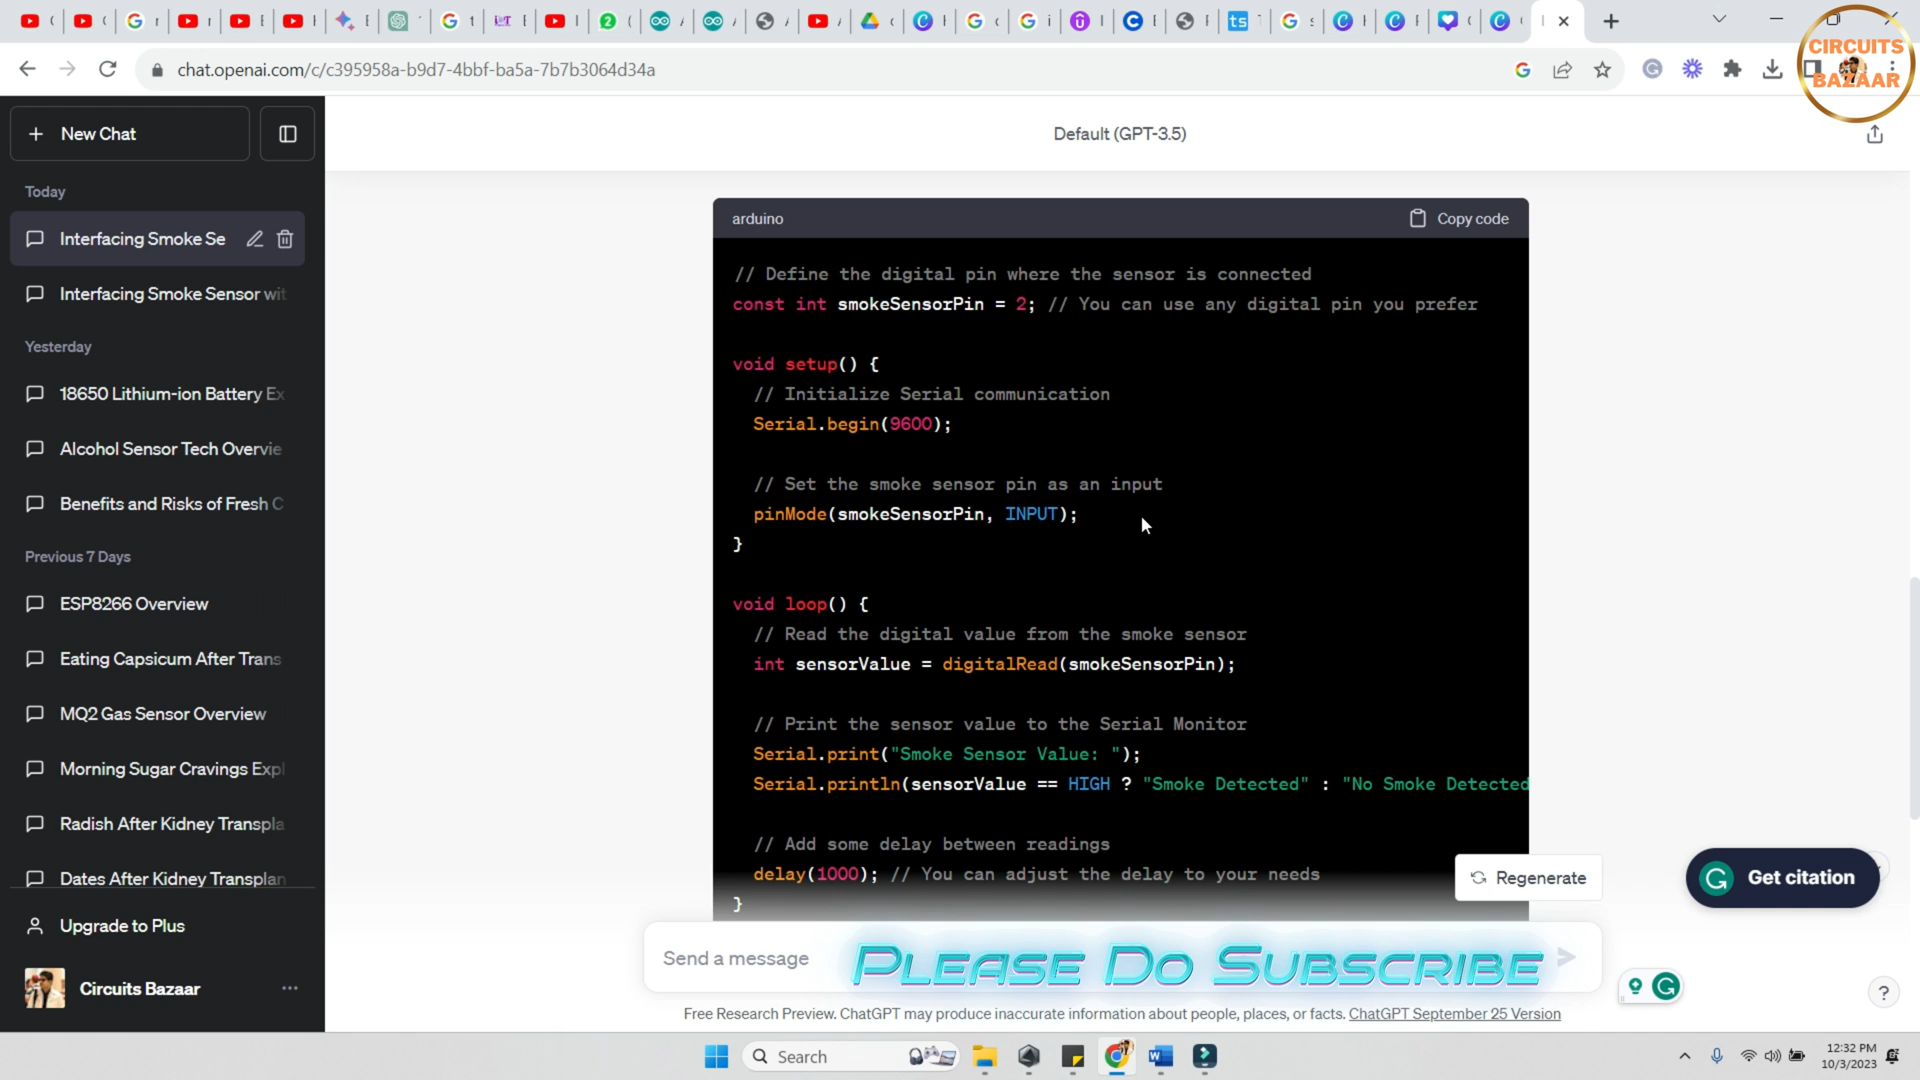 chat.openai.com/c/c395958a-b9d7-4bbf-ba5a-7b7b3064d34a
CIRCUITS
BAZAAR
New Chat
Default (GPT-3.5)
Today
Interfacing Smoke Se
Interfacing Smoke Sensor wit
Yesterday
18650 Lithium-ion Battery Ex
Alcohol Sensor Tech Overvie
Benefits and Risks of Fresh C
Previous 7 Days
ESP8266 Overview
Eating Capsicum After Trans
MQ2 Gas Sensor Overview
Morning Sugar Cravings Expl
Radish After Kidney Transpla
Dates After Kidney Transplan
Upgrade to Plus
Circuits Bazaar
arduino Copy code
// Define the digital pin where the sensor is connected
const int smokeSensorPin = 2; // You can use any digital pin you prefer
void setup() {
// Initialize Serial communication
Serial.begin(9600);
// Set the smoke sensor pin as an input
pinMode(smokeSensorPin, INPUT);
}
void loop() {
// Read the digital value from the smoke sensor
int sensorValue = digitalRead(smokeSensorPin);
// Print the sensor value to the Serial Monitor
Serial.print("Smoke Sensor Value: ");
Serial.println(sensorValue == HIGH ? "Smoke Detected" : "No Smoke Detected
// Add some delay between readings
delay(1000); // You can adjust the delay to your needs
}
Regenerate
Get citation
Send a message
PLEASE DO SUBSCRIBE
Free Research Preview. ChatGPT may produce inaccurate information about people, places, or facts. ChatGPT September 25 Version
?
Search
12:32 PM
10/3/2023